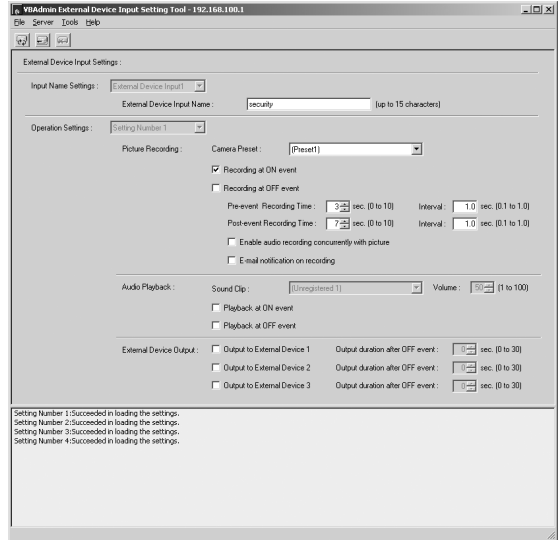 VBAdmin External Device Input Setting Tool - 192.168.100.1
File Server Tools Help
External Device Input Settings :
Input Name Settings : External Device Input1
External Device Input Name : security (up to 15 characters)
Operation Settings : Setting Number 1
Picture Recording : Camera Preset : (Preset1)
Recording at ON event
Recording at OFF event
Pre-event Recording Time : 3 sec. (0 to 10) Interval : 1.0 sec. (0.1 to 1.0)
Post-event Recording Time : 7 sec. (0 to 10) Interval : 1.0 sec. (0.1 to 1.0)
Enable audio recording concurrently with picture
E-mail notification on recording
Audio Playback : Sound Clip : (Unregistered 1) Volume : 50 (1 to 100)
Playback at ON event
Playback at OFF event
External Device Output : Output to External Device 1 Output duration after OFF event : 0 sec. (0 to 30)
Output to External Device 2 Output duration after OFF event : 0 sec. (0 to 30)
Output to External Device 3 Output duration after OFF event : 0 sec. (0 to 30)
Setting Number 1:Succeeded in loading the settings.
Setting Number 2:Succeeded in loading the settings.
Setting Number 3:Succeeded in loading the settings.
Setting Number 4:Succeeded in loading the settings.